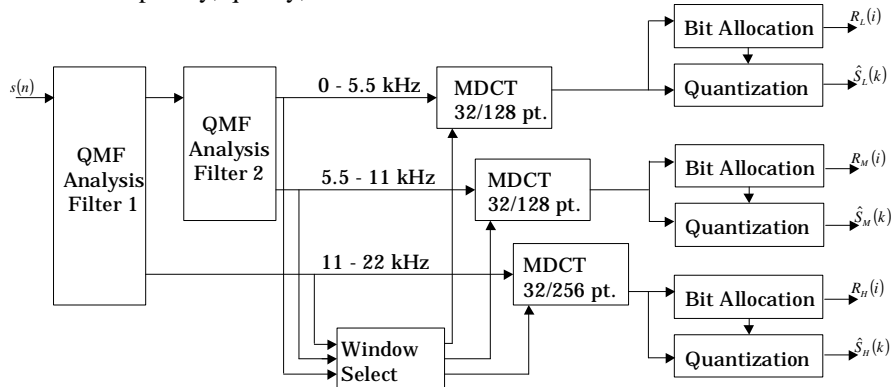 s(n)
QMF
Analysis
Filter 1
QMF
Analysis
Filter 2
0 - 5.5 kHz
MDCT
32/128 pt.
Bit Allocation
R_L(i)
Quantization
Ŝ_L(k)
5.5 - 11 kHz
MDCT
32/128 pt.
Bit Allocation
R_M(i)
Quantization
Ŝ_M(k)
11 - 22 kHz
MDCT
32/256 pt.
Bit Allocation
R_H(i)
Quantization
Ŝ_H(k)
Window
Select